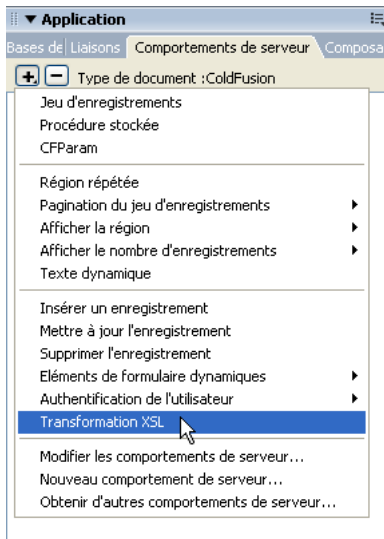 Application
Bases de Liaisons Comportements de serveur Composa
Type de document :ColdFusion
Jeu d'enregistrements
Procédure stockée
CFParam
Région répétée
Pagination du jeu d'enregistrements
Afficher la région
Afficher le nombre d'enregistrements
Texte dynamique
Insérer un enregistrement
Mettre à jour l'enregistrement
Supprimer l'enregistrement
Eléments de formulaire dynamiques
Authentification de l'utilisateur
Transformation XSL
Modifier les comportements de serveur...
Nouveau comportement de serveur...
Obtenir d'autres comportements de serveur...